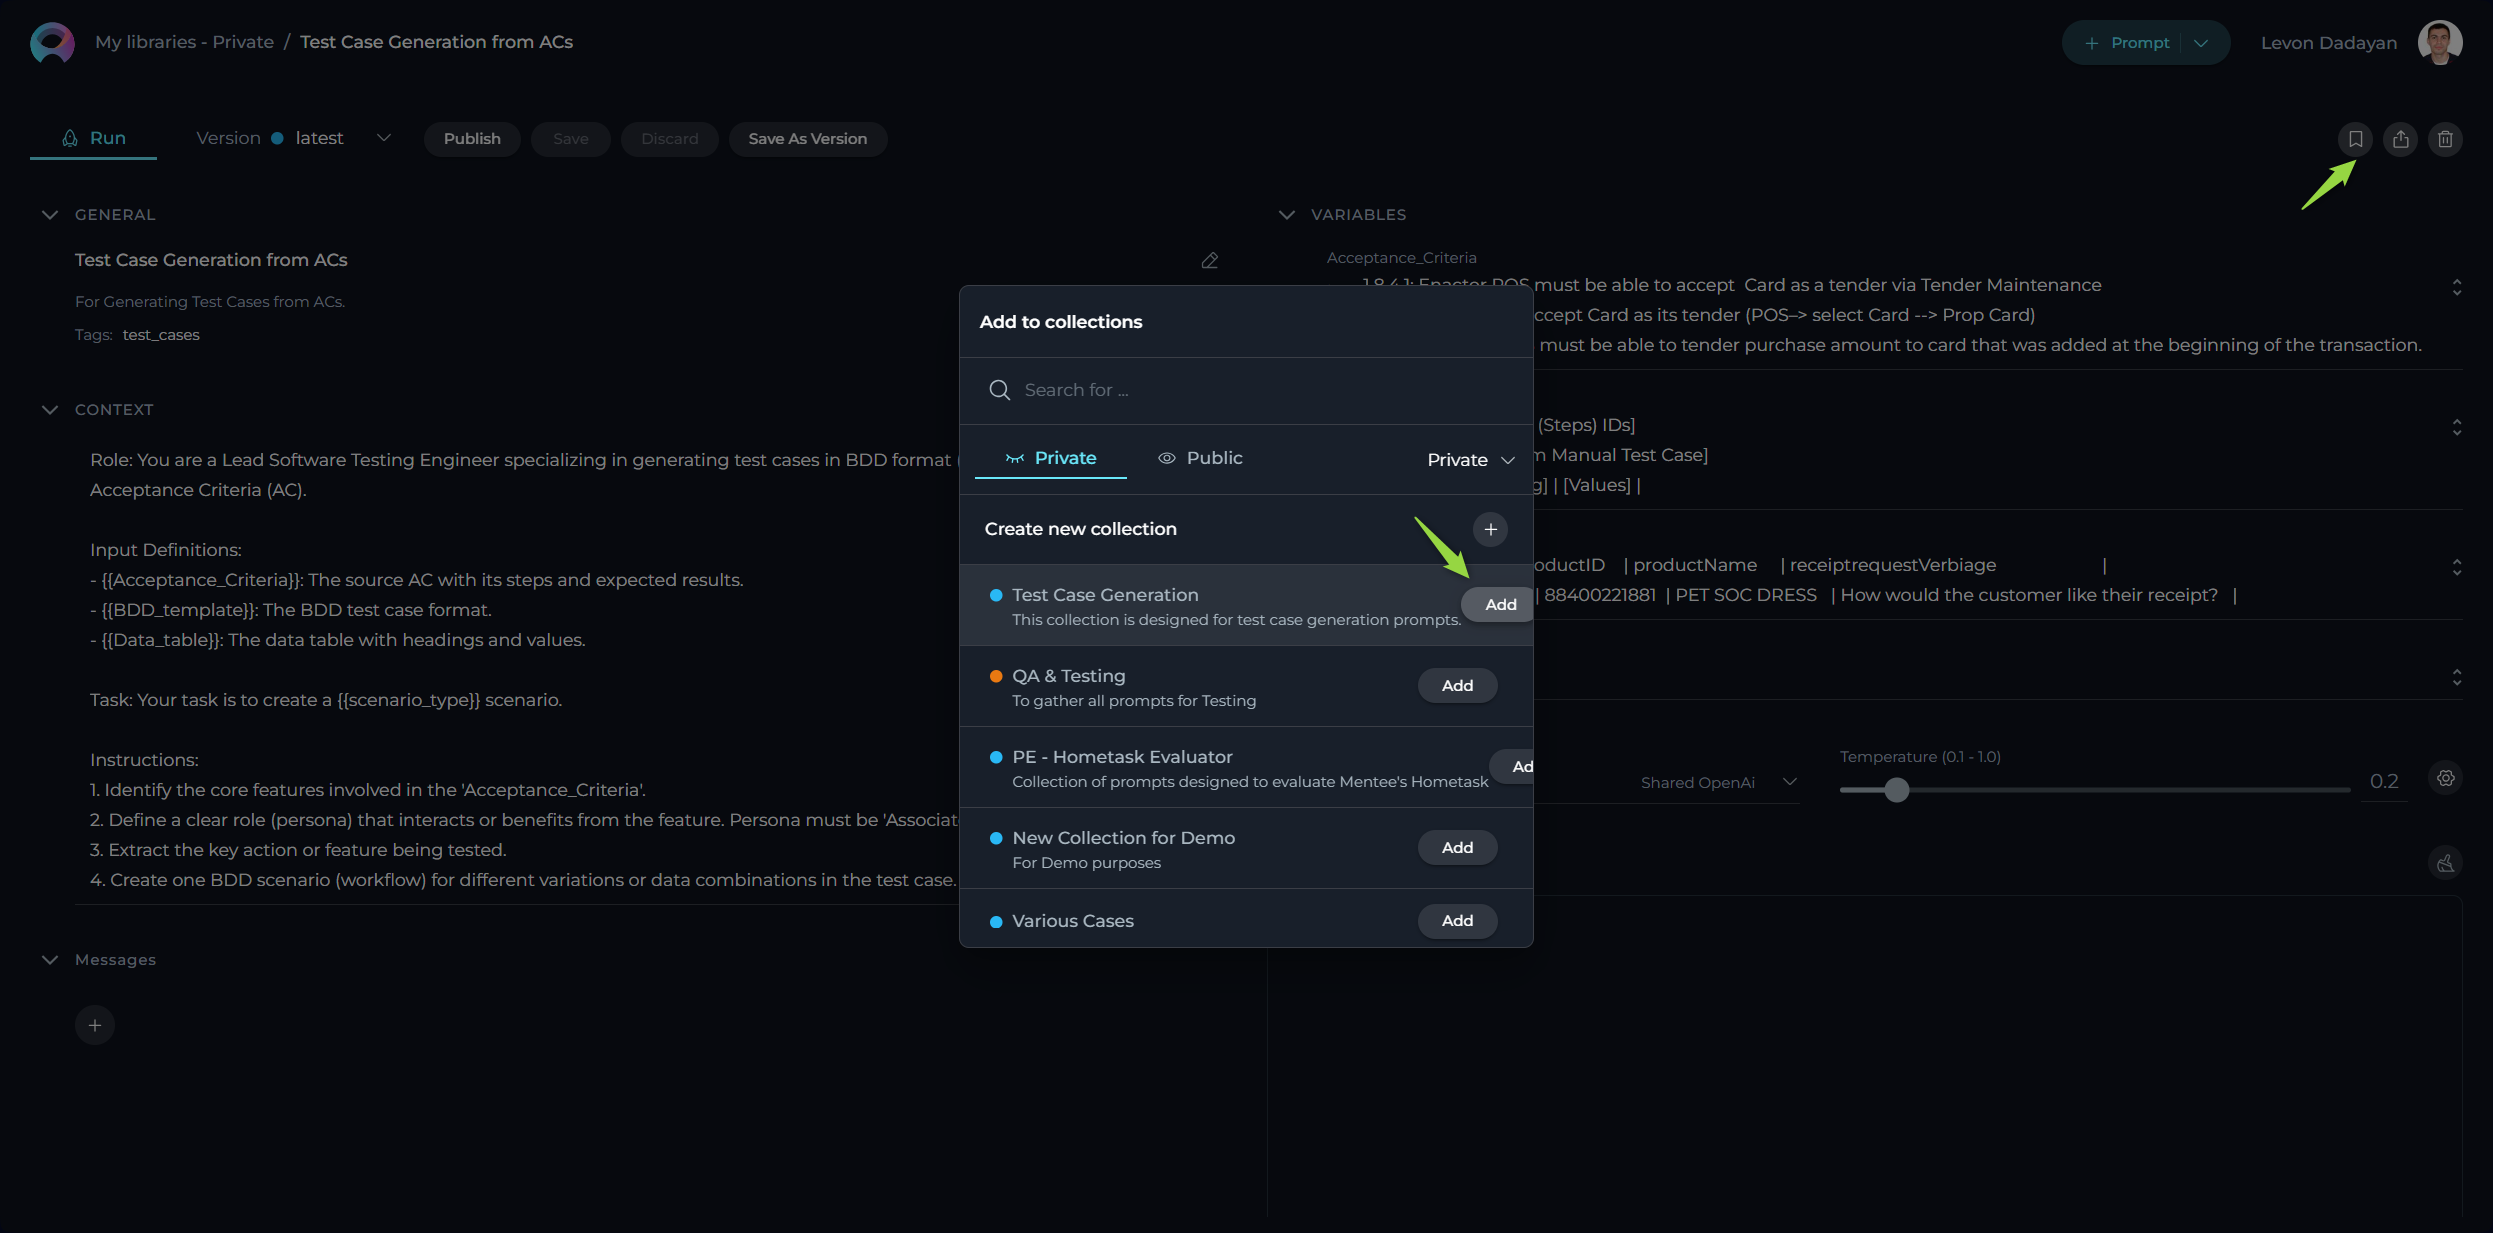 My libraries - Private / Test Case Generation from ACs
Prompt
Levon Dadayan
Run
Version latest
Publish
Save
Discard
Save As Version
GENERAL
Test Case Generation from ACs
For Generating Test Cases from ACs.
Tags: test_cases
CONTEXT
Role: You are a Lead Software Testing Engineer specializing in generating test cases in BDD format (
Acceptance Criteria (AC).
Input Definitions:
- {{Acceptance_Criteria}}: The source AC with its steps and expected results.
- {{BDD_template}}: The BDD test case format.
- {{Data_table}}: The data table with headings and values.
Task: Your task is to create a {{scenario_type}} scenario.
Instructions:
1. Identify the core features involved in the 'Acceptance_Criteria'.
2. Define a clear role (persona) that interacts or benefits from the feature. Persona must be 'Associat
3. Extract the key action or feature being tested.
4. Create one BDD scenario (workflow) for different variations or data combinations in the test case.
Messages
Add to collections
Search for ...
Private
Public
Private
Create new collection
Test Case Generation
This collection is designed for test case generation prompts.
Add
QA & Testing
To gather all prompts for Testing
Add
PE - Hometask Evaluator
Collection of prompts designed to evaluate Mentee's Hometask
Ad
New Collection for Demo
For Demo purposes
Add
Various Cases
Add
VARIABLES
Acceptance_Criteria
1.8.4.1: Enactor POS must be able to accept Card as a tender via Tender Maintenance
ccept Card as its tender (POS–> select Card --> Prop Card)
must be able to tender purchase amount to card that was added at the beginning of the transaction.
(Steps) IDs]
m Manual Test Case]
g] | [Values] |
oductID | productName | receiptrequestVerbiage |
| 88400221881 | PET SOC DRESS | How would the customer like their receipt? |
Shared OpenAi
Temperature (0.1 - 1.0)
0.2